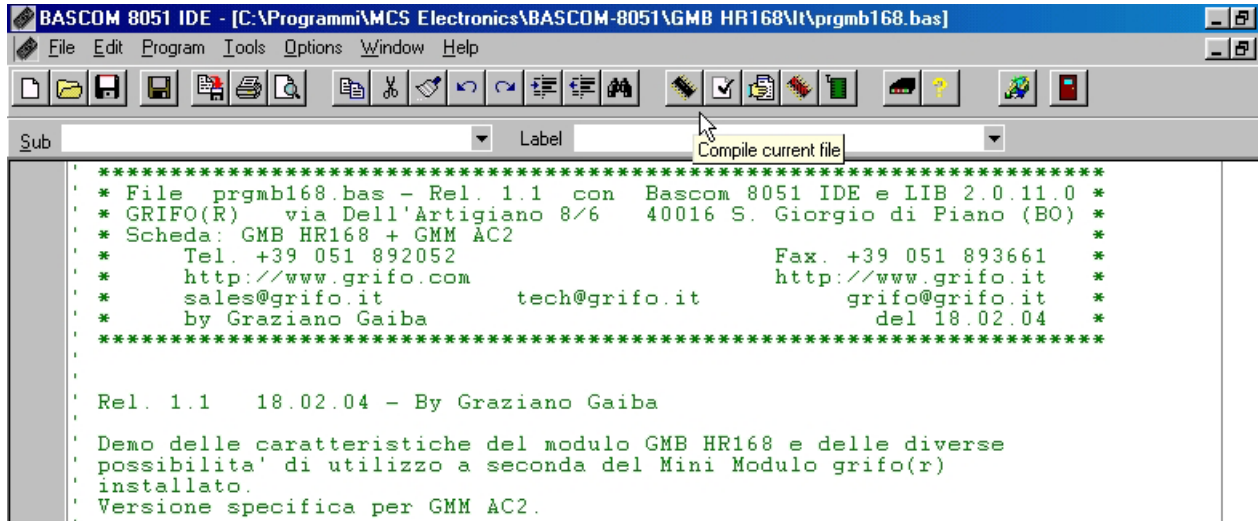 BASCOM 8051 IDE - [C:\Programmi\MCS Electronics\BASCOM-8051\GMB HR168\It\prgmb168.bas]
File Edit Program Tools Options Window Help
Sub Label
Compile current file
' **********************************************************************
' * File prgmb168.bas - Rel. 1.1 con Bascom 8051 IDE e LIB 2.0.11.0 *
' * GRIFO(R) via Dell'Artigiano 8/6 40016 S. Giorgio di Piano (BO) *
' * Scheda: GMB HR168 + GMM AC2 *
' * Tel. +39 051 892052 Fax. +39 051 893661 *
' * http://www.grifo.com http://www.grifo.it *
' * sales@grifo.it tech@grifo.it grifo@grifo.it *
' * by Graziano Gaiba del 18.02.04 *
' **********************************************************************
'
'
' Rel. 1.1 18.02.04 - By Graziano Gaiba
'
' Demo delle caratteristiche del modulo GMB HR168 e delle diverse
' possibilita' di utilizzo a seconda del Mini Modulo grifo(r)
' installato.
' Versione specifica per GMM AC2.